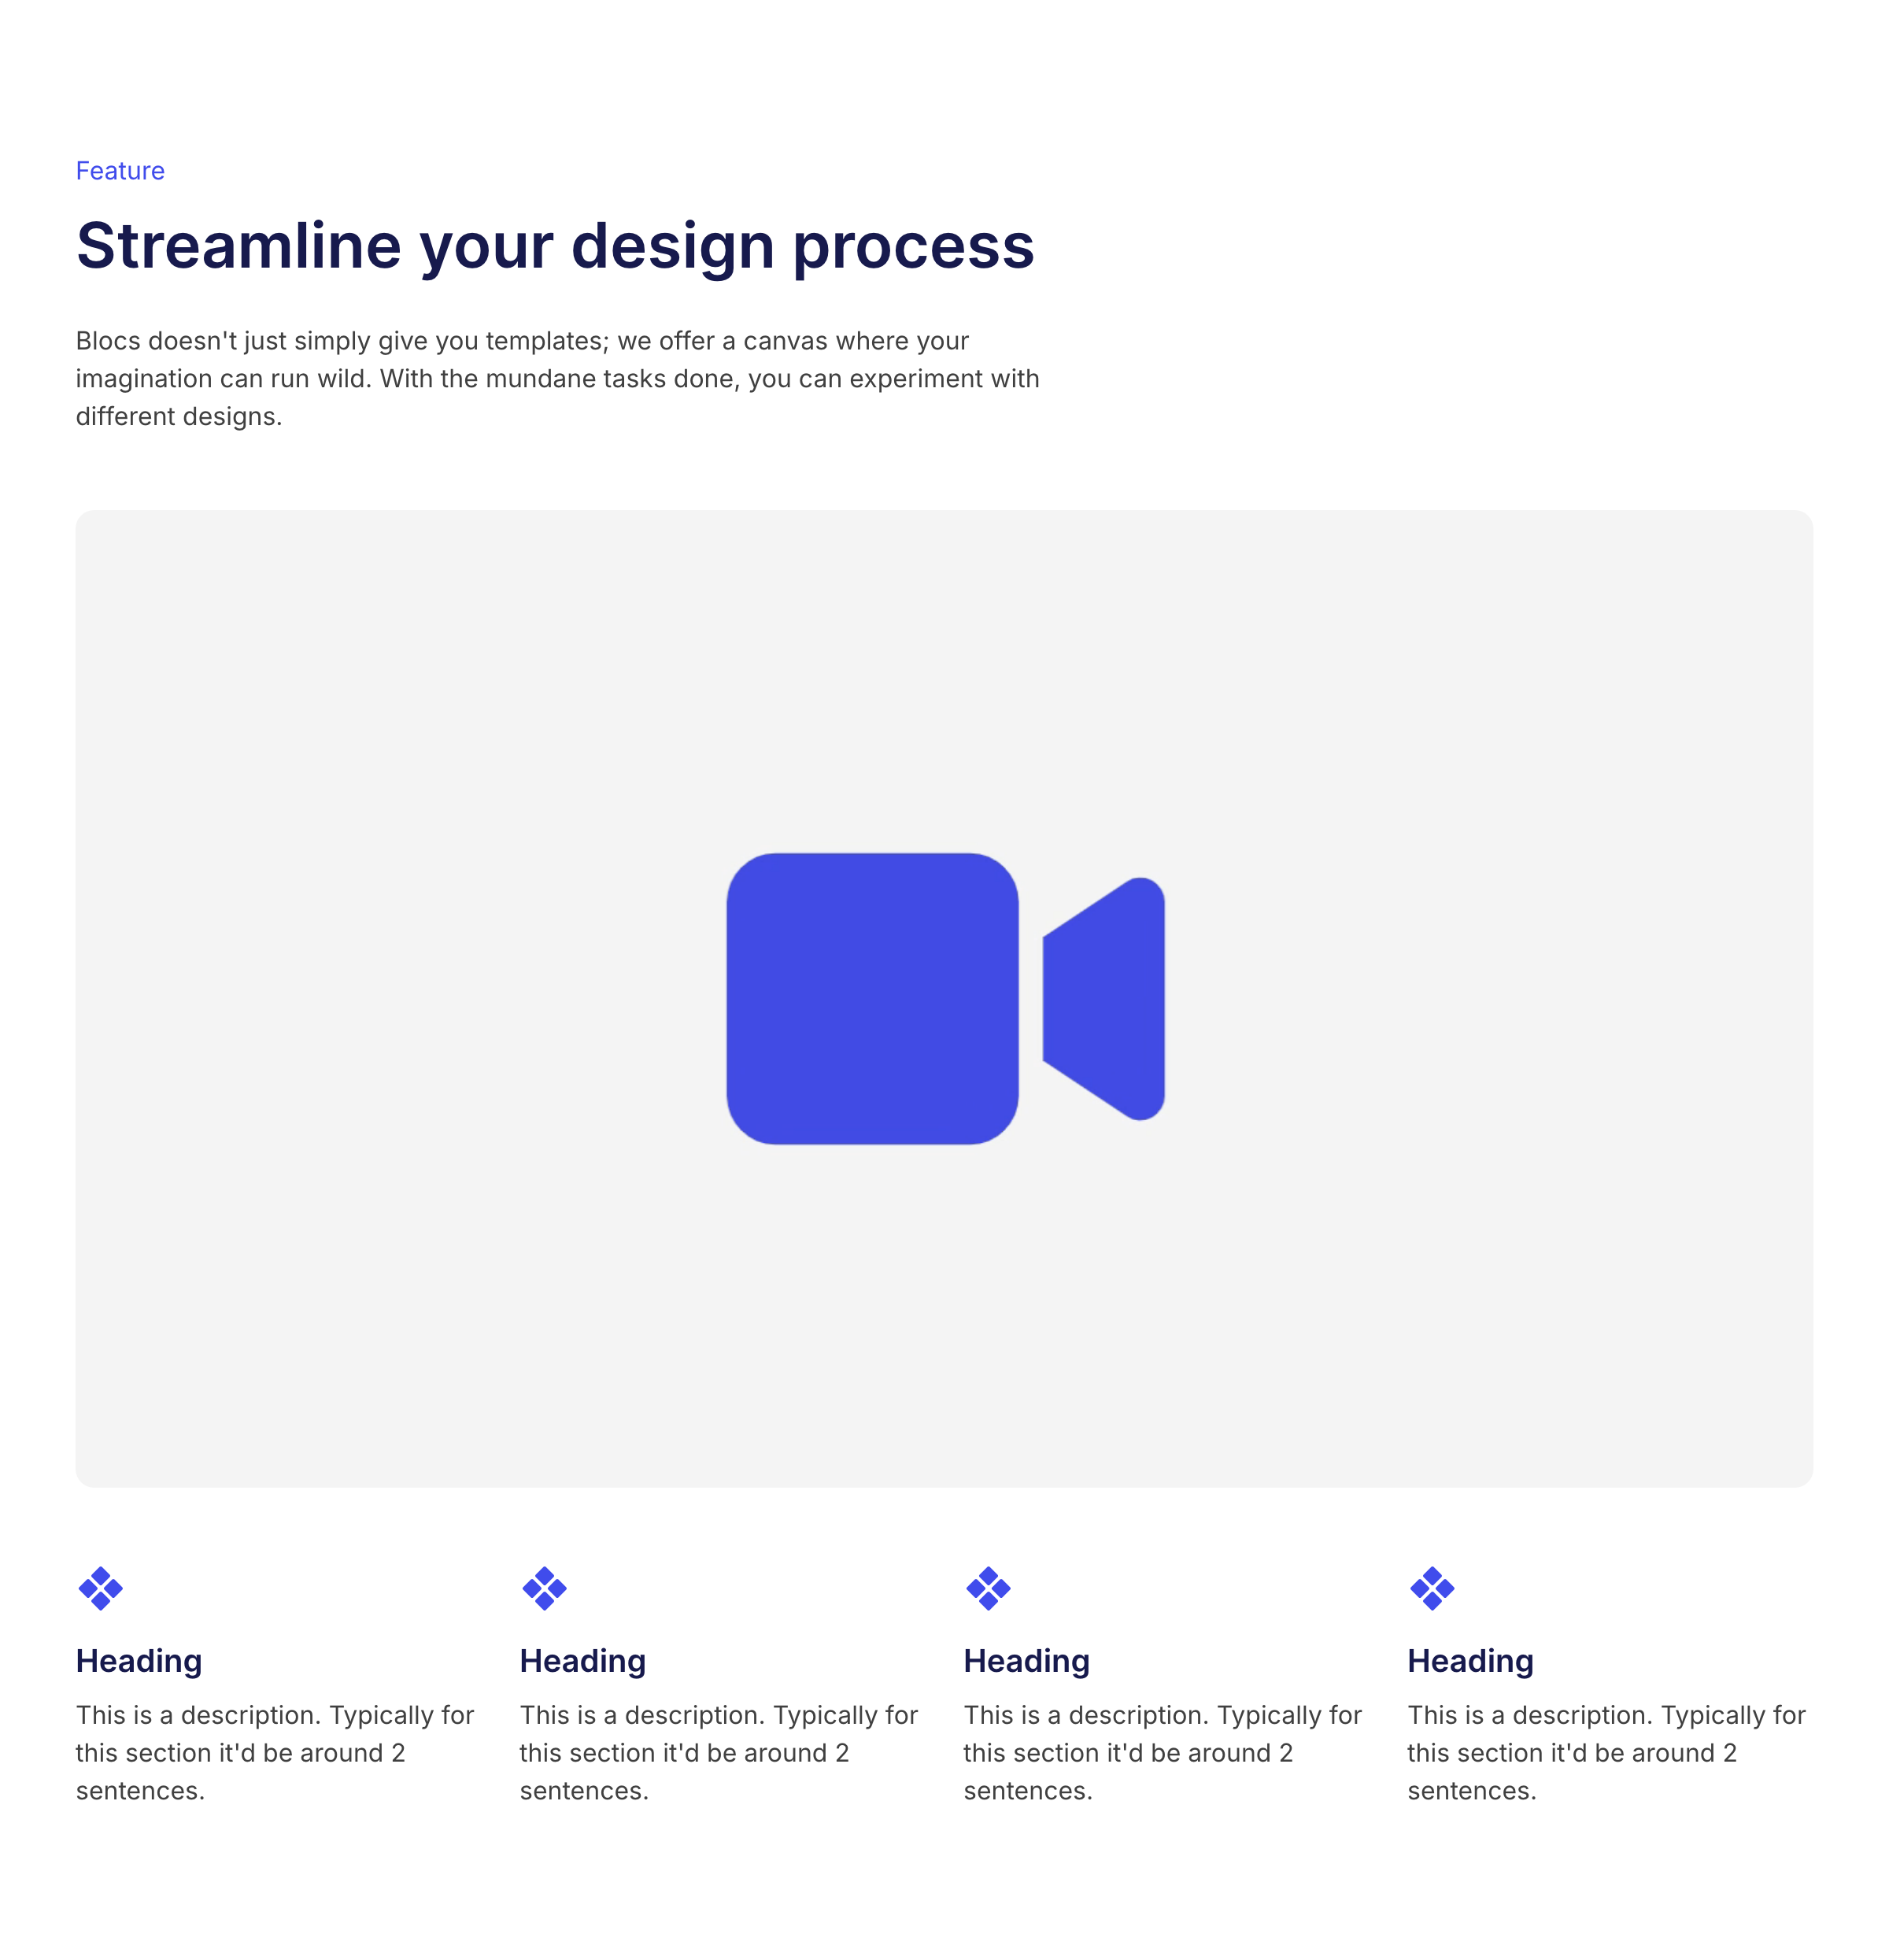 Feature
Streamline your design process
Blocs doesn't just simply give you templates; we offer a canvas where your
imagination can run wild. With the mundane tasks done, you can experiment with
different designs.
Heading
This is a description. Typically for
this section it'd be around 2
sentences.
Heading
This is a description. Typically for
this section it'd be around 2
sentences.
Heading
This is a description. Typically for
this section it'd be around 2
sentences.
Heading
This is a description. Typically for
this section it'd be around 2
sentences.